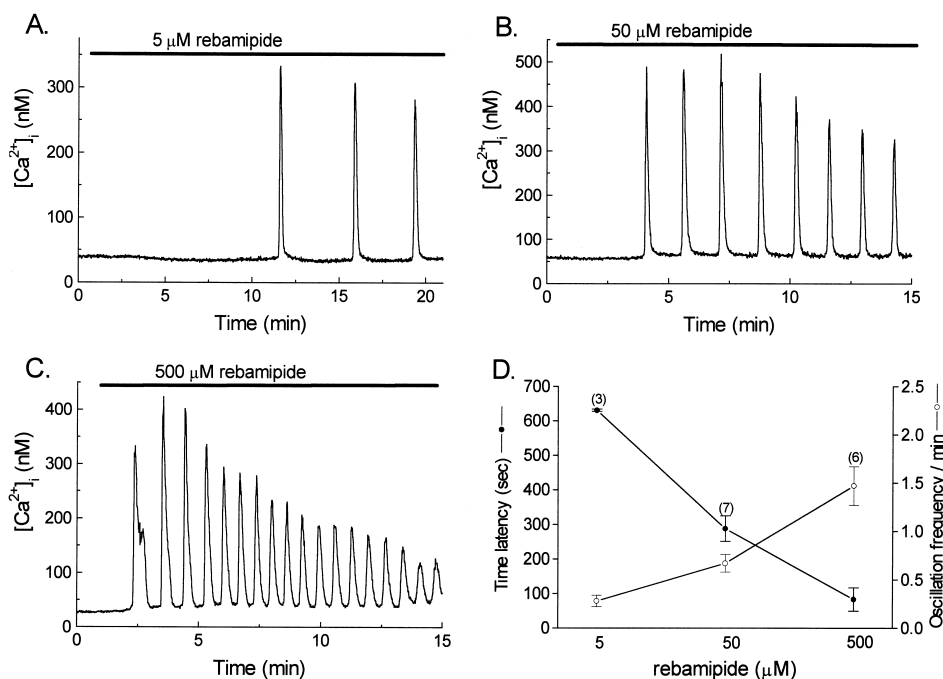 A.
5 μM rebamipide
[Ca2+]i (nM)
300
200
100
0
0 5 10 15 20
Time (min)
B.
50 μM rebamipide
[Ca2+]i (nM)
500
400
300
200
100
0
0 5 10 15
Time (min)
C.
500 μM rebamipide
[Ca2+]i (nM)
400
300
200
100
0
0 5 10 15
Time (min)
D.
Time latency (sec)
700
600
500
400
300
200
100
0
(3)
(7)
(6)
2.5
2.0
1.5
1.0
0.5
0.0
Oscillation frequency / min
5 50 500
rebamipide (μM)